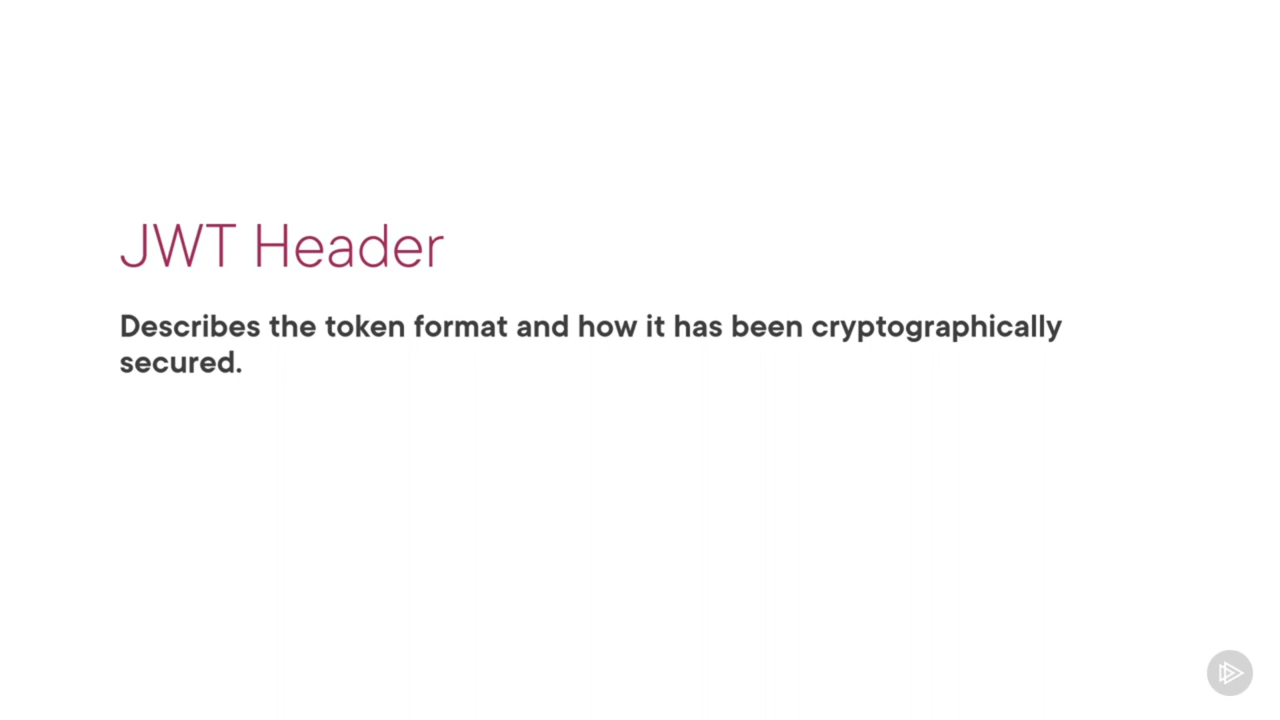 JWT Header
Describes the token format and how it has been cryptographically
secured.